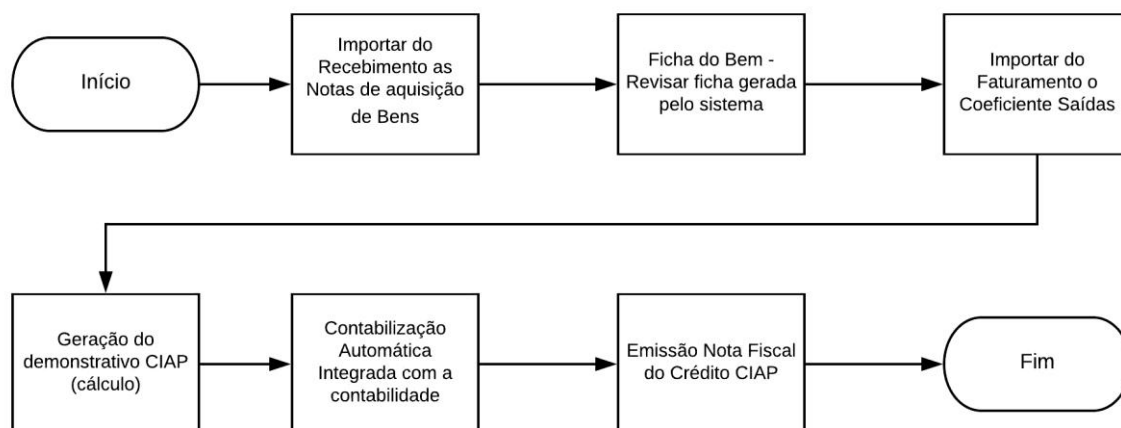 Início
Importar do
Recebimento as
Notas de aquisição
de Bens
Ficha do Bem -
Revisar ficha gerada
pelo sistema
Importar do
Faturamento o
Coeficiente Saídas
Geração do
demonstrativo CIAP
(cálculo)
Contabilização
Automática
Integrada com a
contabilidade
Emissão Nota Fiscal
do Crédito CIAP
Fim